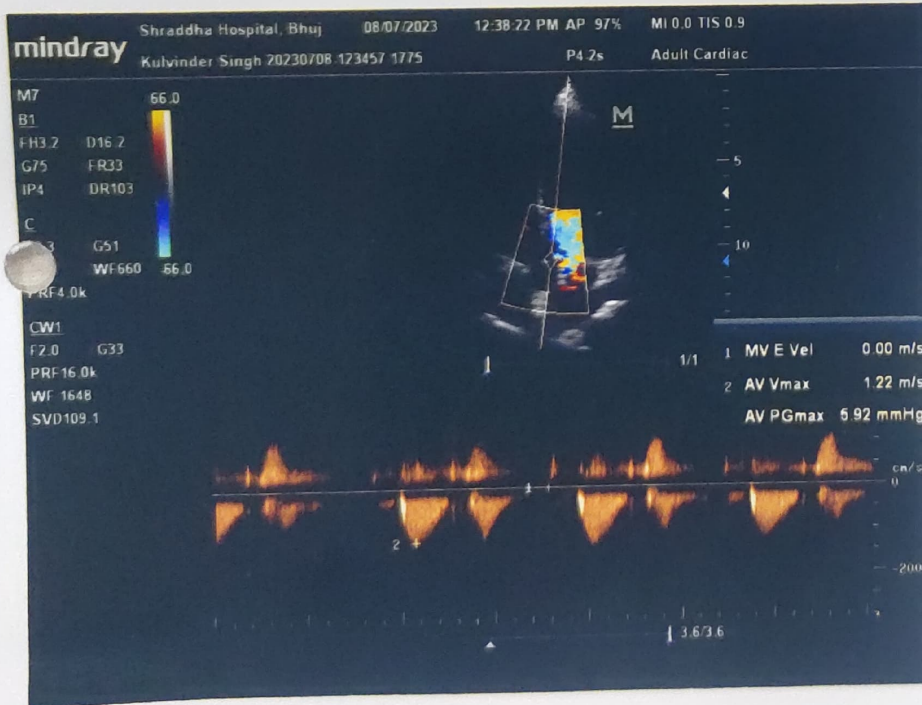 mindray
Shraddha Hospital, Bhuj 08/07/2023 12:38:22 PM AP 97% MI 0.0 TIS 0.9
Kulvinder Singh 20230708 123457 1775 P4 2s Adult Cardiac
M7 66.0
B1
FH3.2 D16.2
G75 FR33
IP4 DR103
C
G51
WF660 -66.0
PRF4.0k
CW1
F2.0 G33
PRF16.0k
WF 1648
SVD109.1
M
5
10
1/1
1 MV E Vel 0.00 m/s
2 AV Vmax 1.22 m/s
AV PGmax 5.92 mmHg
cm/s
0
2
-200
3.6/3.6